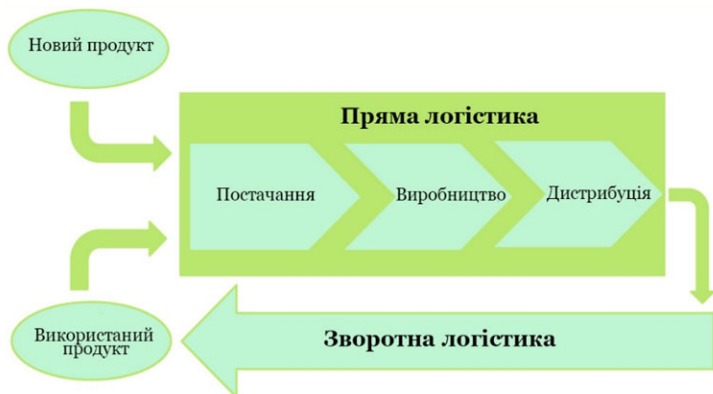 Новий продукт
Пряма логістика
Постачання
Виробництво
Дистрибуція
Використаний
продукт
Зворотна логістика